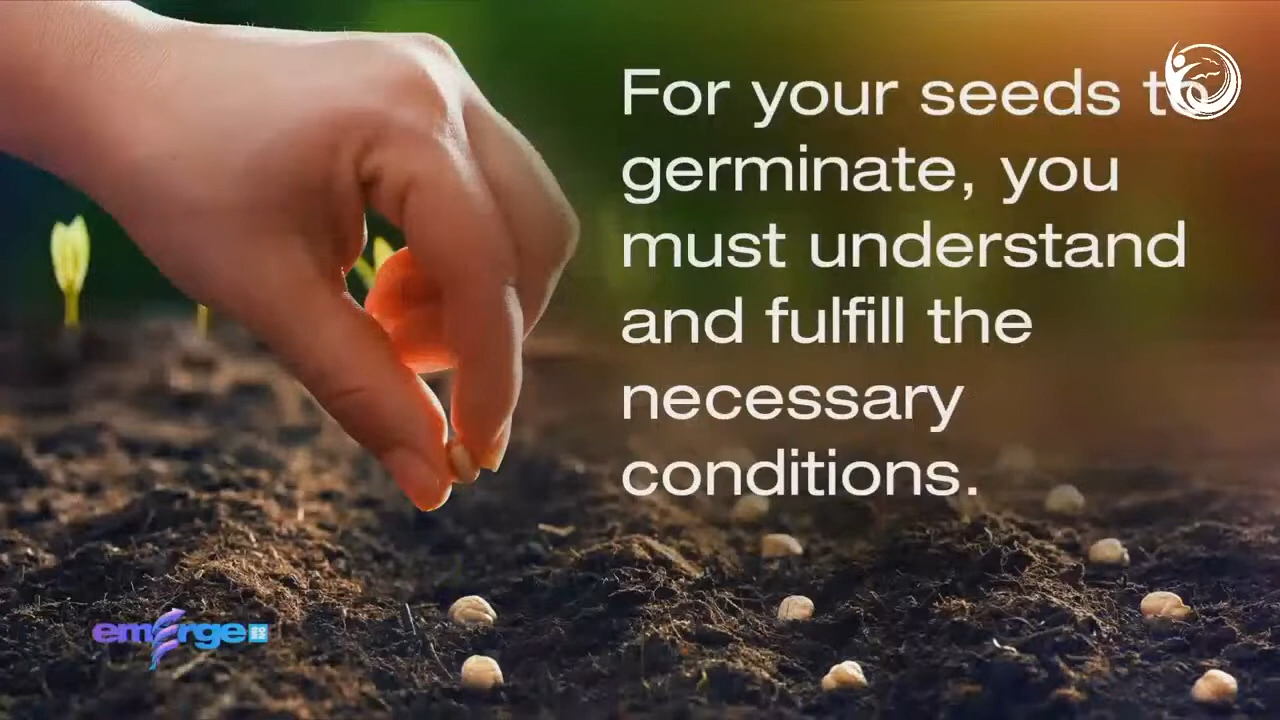 For your seeds to
germinate, you
must understand
and fulfill the
necessary
conditions.
emerge